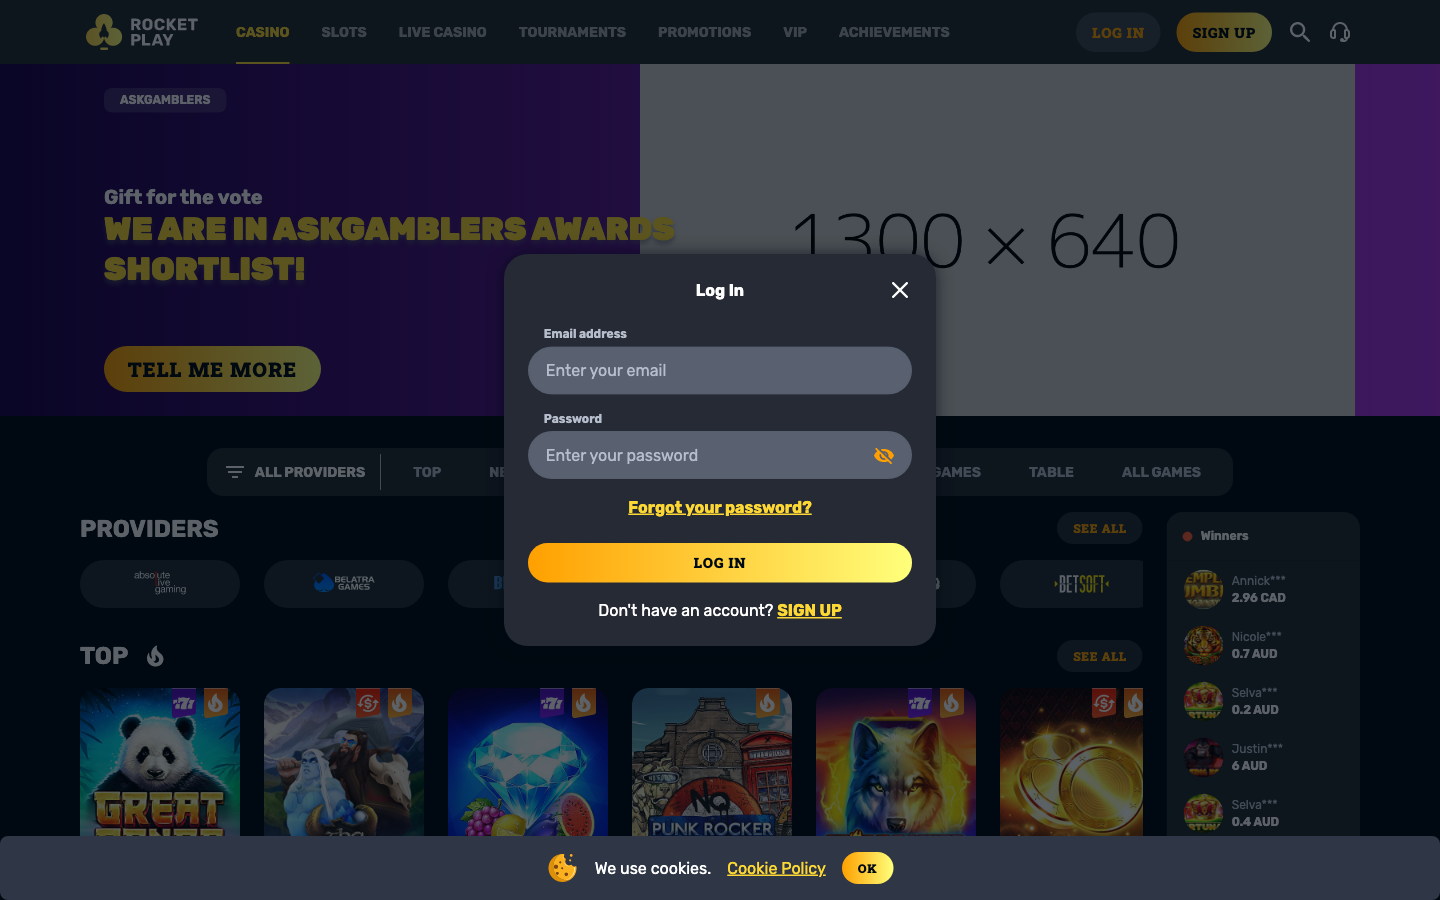 ROCKET
PLAY
CASINO
SLOTS
LIVE CASINO
TOURNAMENTS
PROMOTIONS
VIP
ACHIEVEMENTS
LOG IN
SIGN UP
ASKGAMBLERS
Gift for the vote
WE ARE IN ASKGAMBLERS AWARDS
SHORTLIST!
TELL ME MORE
1300 × 640
Log In
Email address
Enter your email
Password
Enter your password
Forgot your password?
LOG IN
Don't have an account? SIGN UP
ALL PROVIDERS
TOP
TABLE
ALL GAMES
PROVIDERS
SEE ALL
absolute
live
gaming
BELATRA
GAMES
BETSOFT
TOP
SEE ALL
777
777
777
GREAT
NO
PUNK ROCKER
Winners
Annick***
2.96 CAD
Nicole***
0.7 AUD
Selva***
0.2 AUD
Justin***
6 AUD
Selva***
0.4 AUD
We use cookies.
Cookie Policy
OK